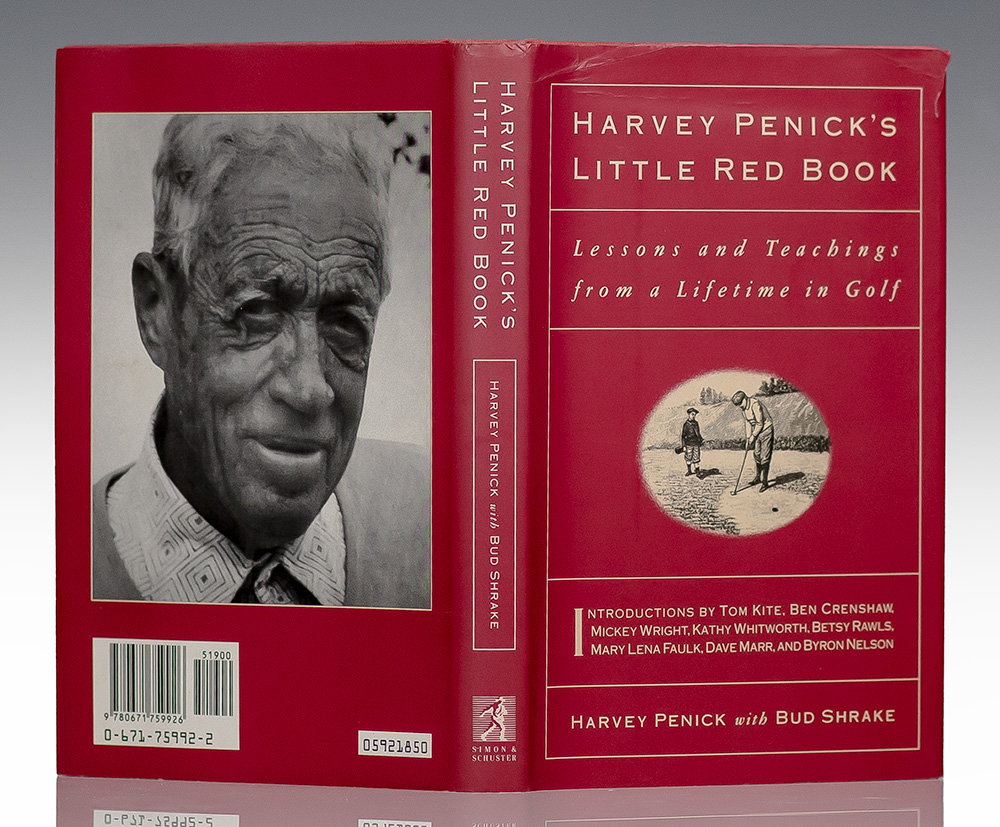 51900
9 780671 759926
0-671-75992-2
05921850
HARVEY PENICK'S
LITTLE RED BOOK
HARVEY PENICK with BUD SHRAKE
SIMON &
SCHUSTER
HARVEY PENICK'S
LITTLE RED BOOK
Lessons and Teachings
from a Lifetime in Golf
INTRODUCTIONS BY TOM KITE, BEN CRENSHAW,
MICKEY WRIGHT, KATHY WHITWORTH, BETSY RAWLS,
MARY LENA FAULK, DAVE MARR, AND BYRON NELSON
HARVEY PENICK with BUD SHRAKE